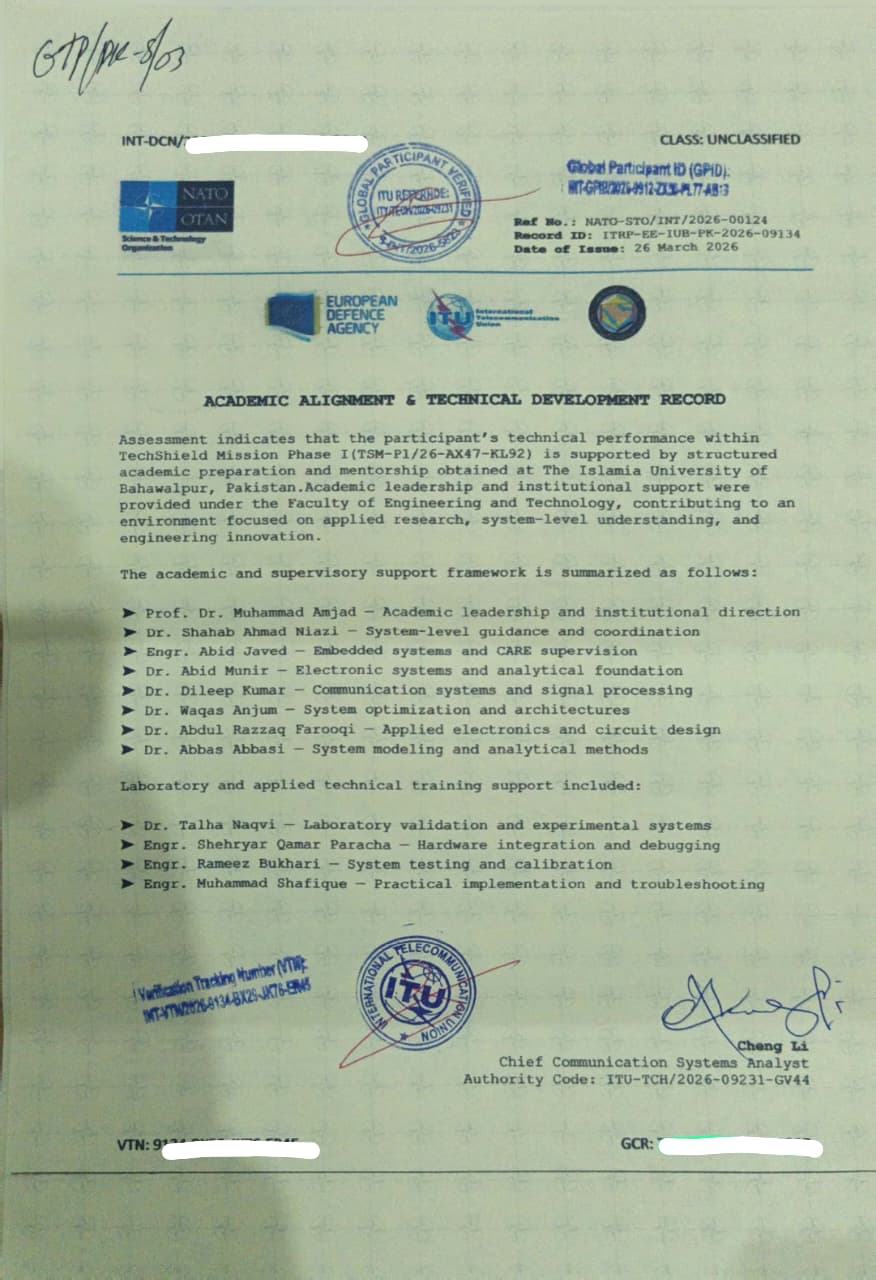 GTP/PK-S/03
INT-DCN/
CLASS: UNCLASSIFIED
GLOBAL PARTICIPANT VERIFIED
Global Participant ID (GPID):
NATO
OTAN
Science & Technology
Organization
Ref No.: NATO-STO/INT/2026-00124
Record ID: ITRP-EE-IUB-PK-2026-09134
Date of Issue: 26 March 2026
EUROPEAN
DEFENCE
AGENCY
ITU
International
Telecommunication
Union
ACADEMIC ALIGNMENT & TECHNICAL DEVELOPMENT RECORD
Assessment indicates that the participant's technical performance within
TechShield Mission Phase I(TSM-P1/26-AX47-KL92) is supported by structured
academic preparation and mentorship obtained at The Islamia University of
Bahawalpur, Pakistan.Academic leadership and institutional support were
provided under the Faculty of Engineering and Technology, contributing to an
environment focused on applied research, system-level understanding, and
engineering innovation.
The academic and supervisory support framework is summarized as follows:
➤ Prof. Dr. Muhammad Amjad – Academic leadership and institutional direction
➤ Dr. Shahab Ahmad Niazi – System-level guidance and coordination
➤ Engr. Abid Javed – Embedded systems and CARE supervision
➤ Dr. Abid Munir – Electronic systems and analytical foundation
➤ Dr. Dileep Kumar – Communication systems and signal processing
➤ Dr. Waqas Anjum – System optimization and architectures
➤ Dr. Abdul Razzaq Farooqi – Applied electronics and circuit design
➤ Dr. Abbas Abbasi – System modeling and analytical methods
Laboratory and applied technical training support included:
➤ Dr. Talha Naqvi – Laboratory validation and experimental systems
➤ Engr. Shehryar Qamar Paracha – Hardware integration and debugging
➤ Engr. Rameez Bukhari – System testing and calibration
➤ Engr. Muhammad Shafique – Practical implementation and troubleshooting
Verification Tracking Number (VTN):
INTERNATIONAL TELECOMMUNICATION UNION
ITU
Cheng Li
Chief Communication Systems Analyst
Authority Code: ITU-TCH/2026-09231-GV44
VTN:
GCR: